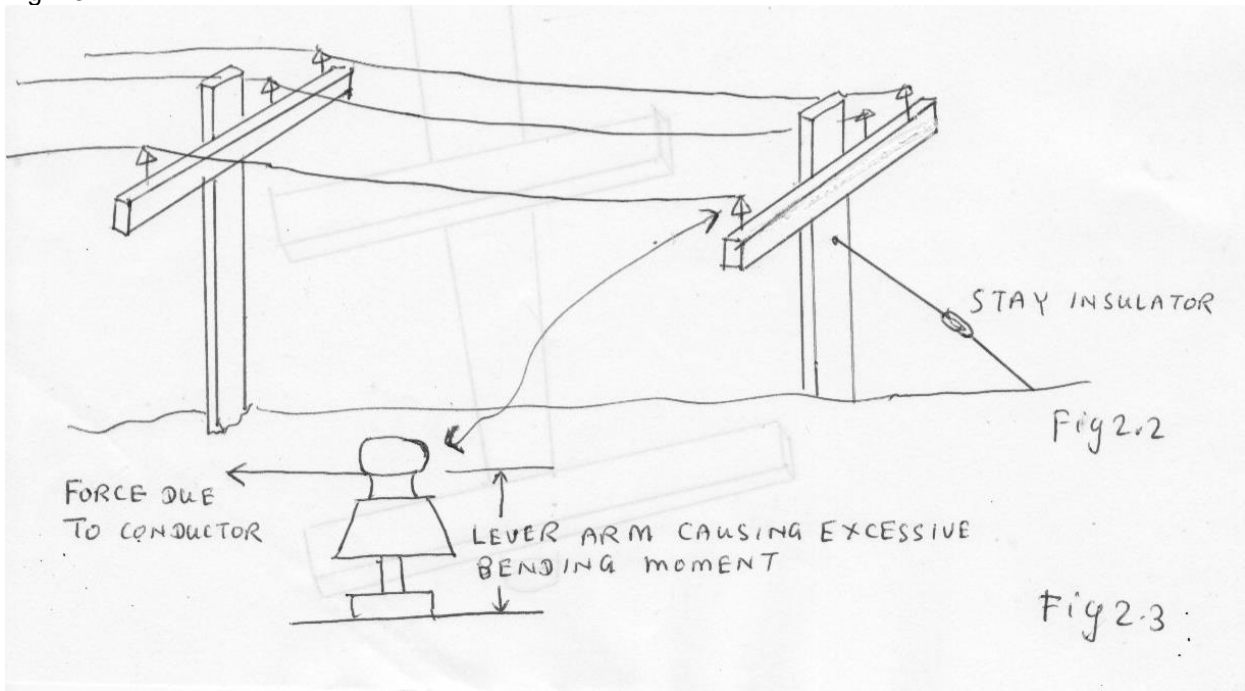 STAY INSULATOR
Fig 2.2
FORCE DUE
TO CONDUCTOR
LEVER ARM CAUSING EXCESSIVE
BENDING MOMENT
Fig 2.3